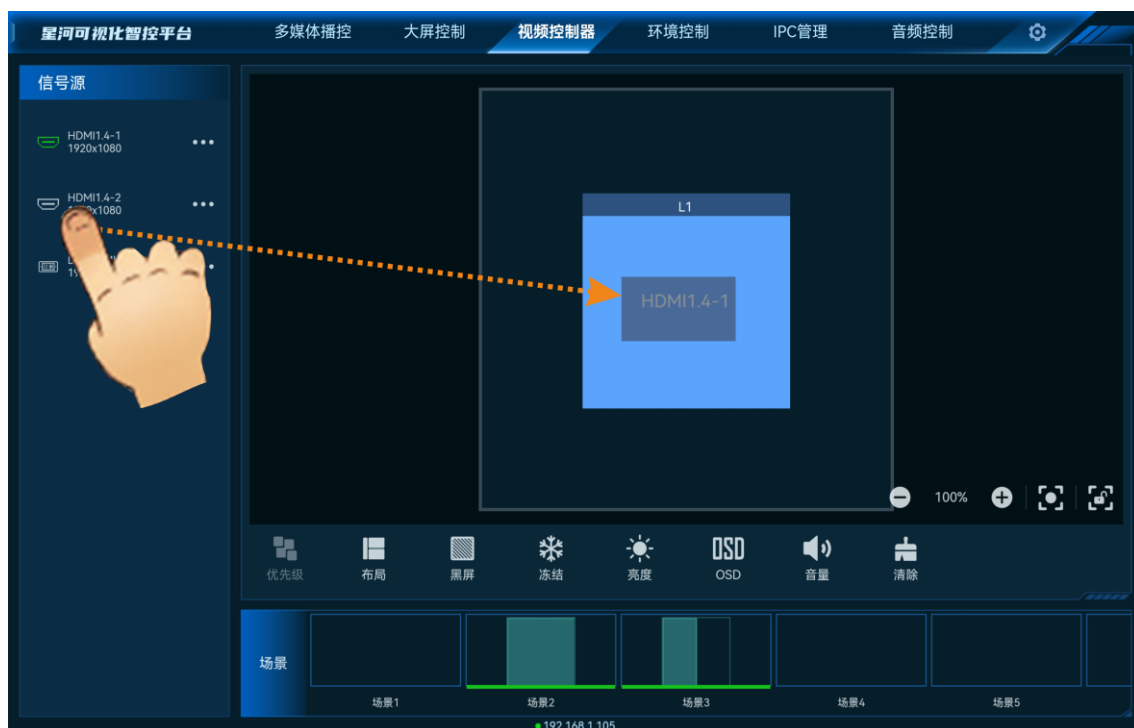 星河可视化智控平台
多媒体播控
大屏控制
视频控制器
环境控制
IPC管理
音频控制
信号源
HDMI1.4-1
1920x1080
HDMI1.4-2
L1
HDMI1.4-1
100%
优先级
布局
黑屏
冻结
亮度
OSD
OSD
音量
清除
场景
场景1
场景2
场景3
场景4
场景5
192.168.1.105